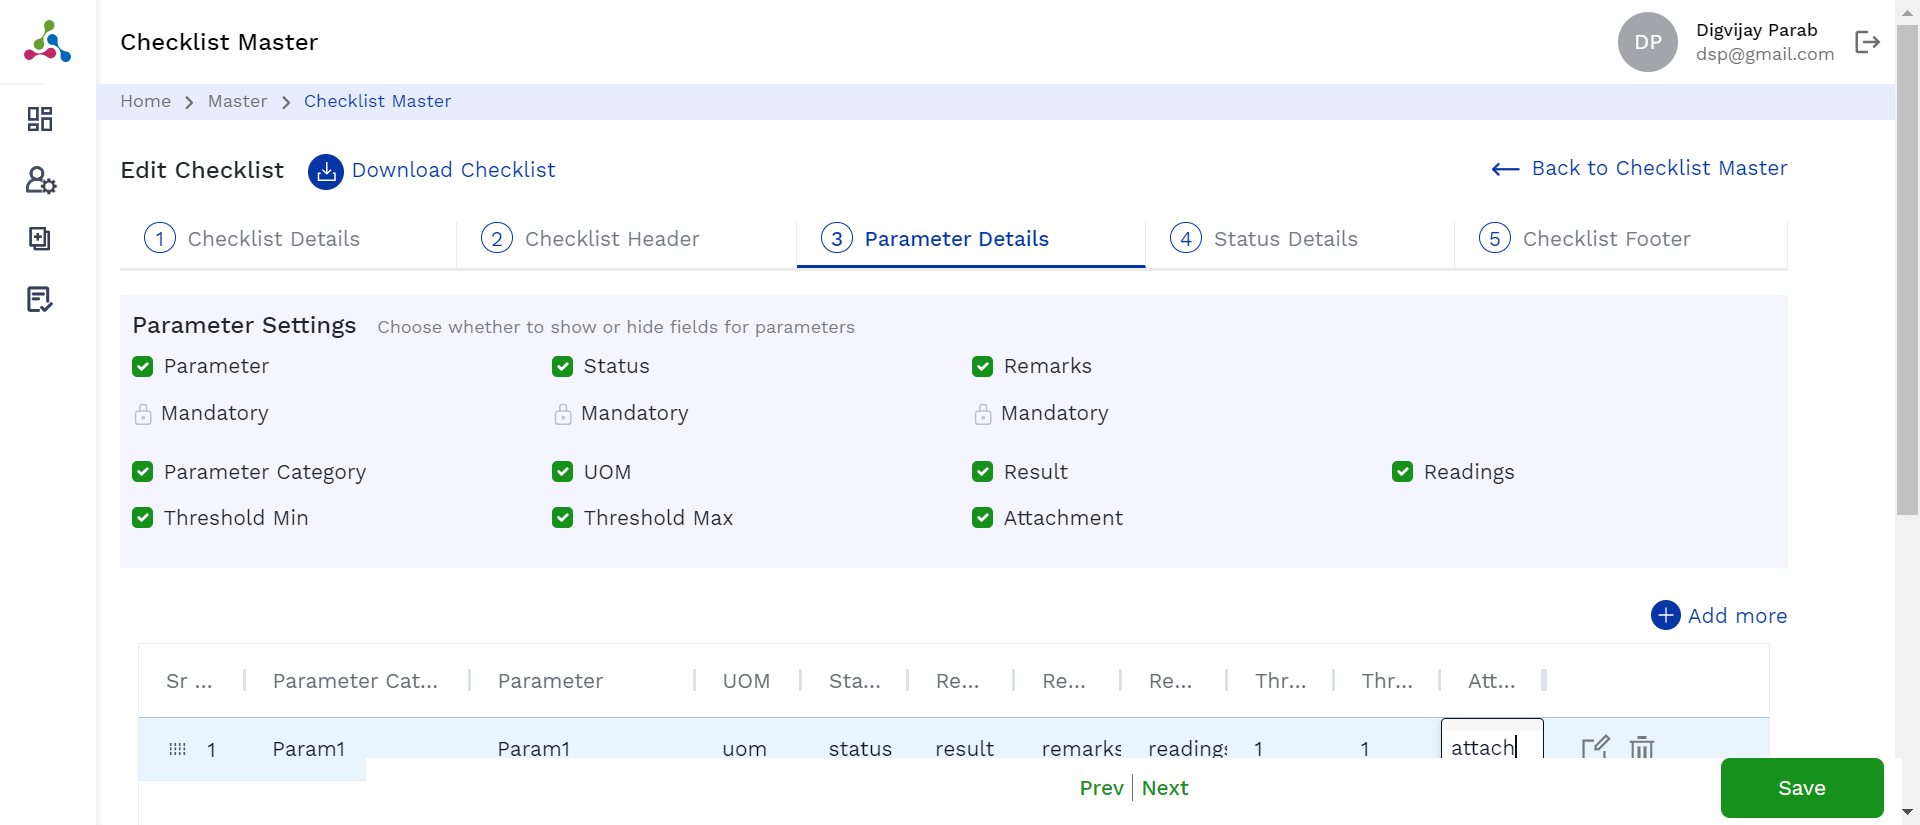 Checklist Master
DP
Digvijay Parab
dsp@gmail.com
Home > Master > Checklist Master
Edit Checklist
Download Checklist
Back to Checklist Master
1 Checklist Details
2 Checklist Header
3 Parameter Details
4 Status Details
5 Checklist Footer
Parameter Settings Choose whether to show or hide fields for parameters
Parameter Status Remarks
Mandatory Mandatory Mandatory
Parameter Category UOM Result Readings
Threshold Min Threshold Max Attachment
Add more
Sr ... Parameter Cat... Parameter UOM Sta... Re... Re... Re... Thr... Thr... Att...
1 Param1 Param1 uom status result remarks readings 1 1 attach
Prev Next
Save